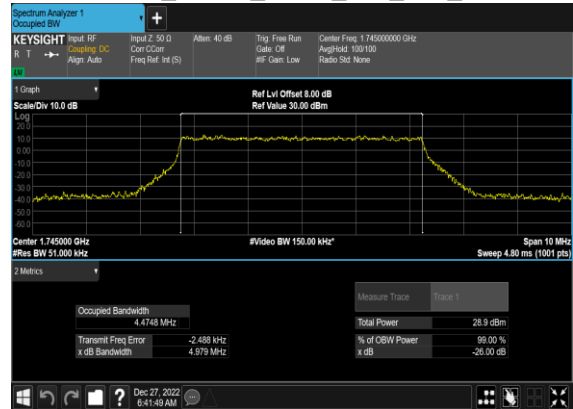 Spectrum Analyzer 1
Occupied BW
+
KEYSIGHT Input: RF Input Z: 50 Ω Atten: 40 dB Trig: Free Run Center Freq: 1.745000000 GHz
R T Coupling: DC Corr CCorr Gate: Off Avg|Hold: 100/100
Align: Auto Freq Ref: Int (S) #IF Gain: Low Radio Std: None
LW
1 Graph
Ref Lvl Offset 8.00 dB
Scale/Div 10.0 dB Ref Value 30.00 dBm
Log
20.0
10.0
0.00
-10.0
-20.0
-30.0
-40.0
-50.0
-60.0
Center 1.745000 GHz #Video BW 150.00 kHz* Span 10 MHz
#Res BW 51.000 kHz Sweep 4.80 ms (1001 pts)
2 Metrics
Measure Trace Trace 1
Occupied Bandwidth
4.4748 MHz Total Power 28.9 dBm
Transmit Freq Error -2.488 kHz % of OBW Power 99.00 %
x dB Bandwidth 4.979 MHz x dB -26.00 dB
? Dec 27, 2022
6:41:49 AM